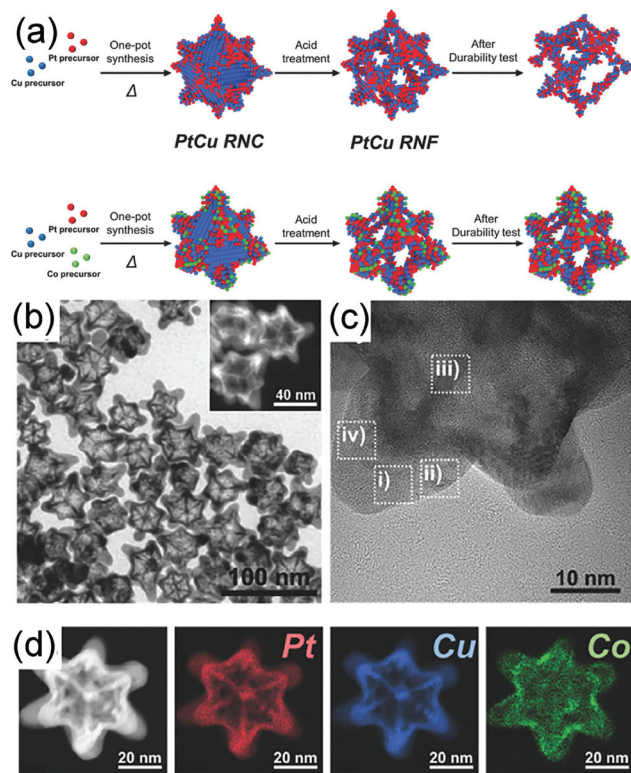 (a)
Pt precursor
Cu precursor
One-pot
synthesis
Δ
Acid
treatment
After
Durability test
PtCu RNC
PtCu RNF
Pt precursor
Cu precursor
Co precursor
One-pot
synthesis
Δ
Acid
treatment
After
Durability test
(b)
40 nm
100 nm
(c)
iii)
iv)
i)
ii)
10 nm
(d)
Pt
Cu
Co
20 nm
20 nm
20 nm
20 nm